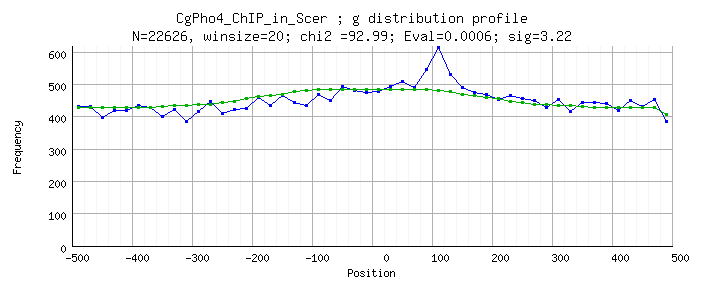 CgPho4_ChIP_in_Scer ; g distribution profile
N=22626, winsize=20; chi2 =92.99; Eval=0.0006; sig=3.22
600
500
400
300
200
100
0
Frequency
-500 -400 -300 -200 -100 0 100 200 300 400 500
Position